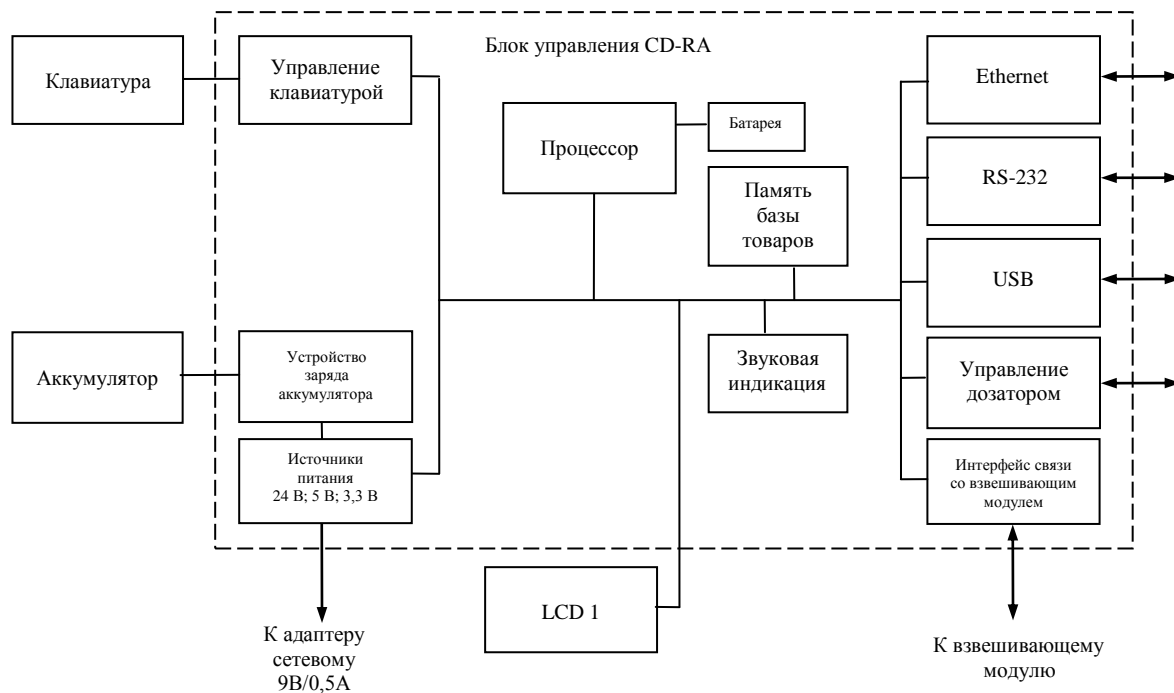 Блок управления CD-RA
Клавиатура
Управление
клавиатурой
Процессор
Батарея
Память
базы
товаров
Ethernet
RS-232
USB
Аккумулятор
Устройство
заряда
аккумулятора
Звуковая
индикация
Управление
дозатором
Источники
питания
24 В; 5 В; 3,3 В
Интерфейс связи
со взвешивающим
модулем
LCD 1
К адаптеру
сетевому
9В/0,5А
К взвешивающему
модулю